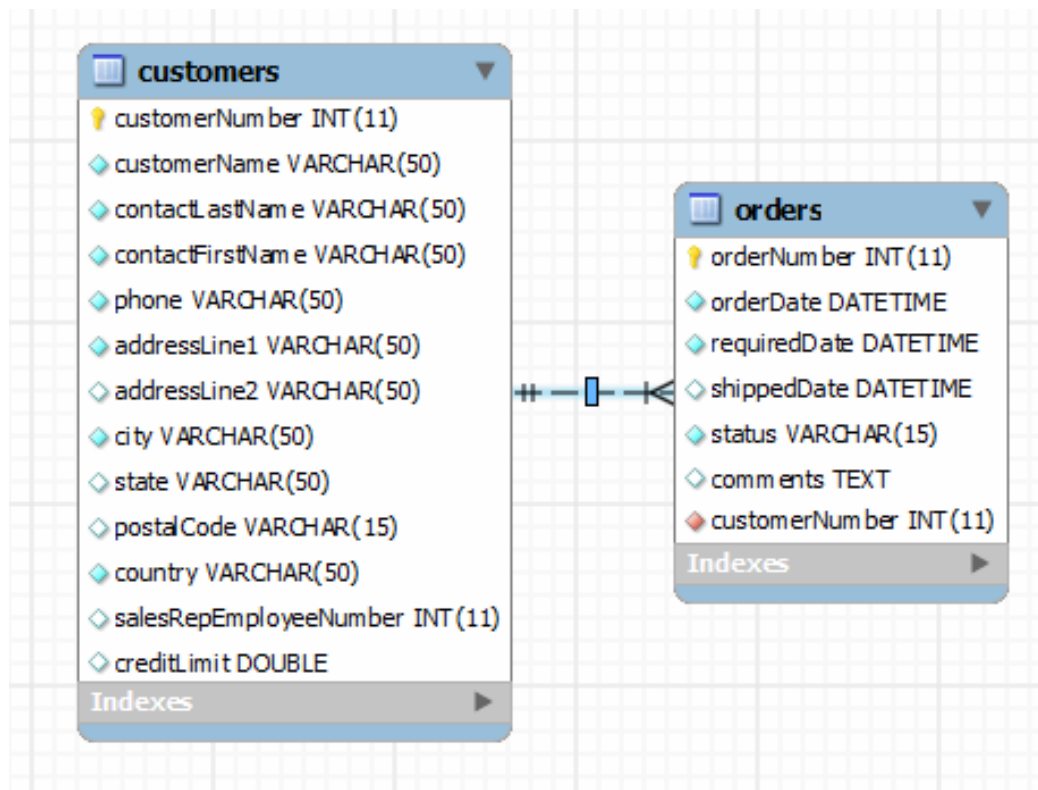 customers
customerNumber INT(11)
customerName VARCHAR(50)
contactLastName VARCHAR(50)
contactFirstName VARCHAR(50)
phone VARCHAR(50)
addressLine1 VARCHAR(50)
addressLine2 VARCHAR(50)
city VARCHAR(50)
state VARCHAR(50)
postalCode VARCHAR(15)
country VARCHAR(50)
salesRepEmployeeNumber INT(11)
creditLimit DOUBLE
Indexes
orders
orderNumber INT(11)
orderDate DATETIME
requiredDate DATETIME
shippedDate DATETIME
status VARCHAR(15)
comments TEXT
customerNumber INT(11)
Indexes